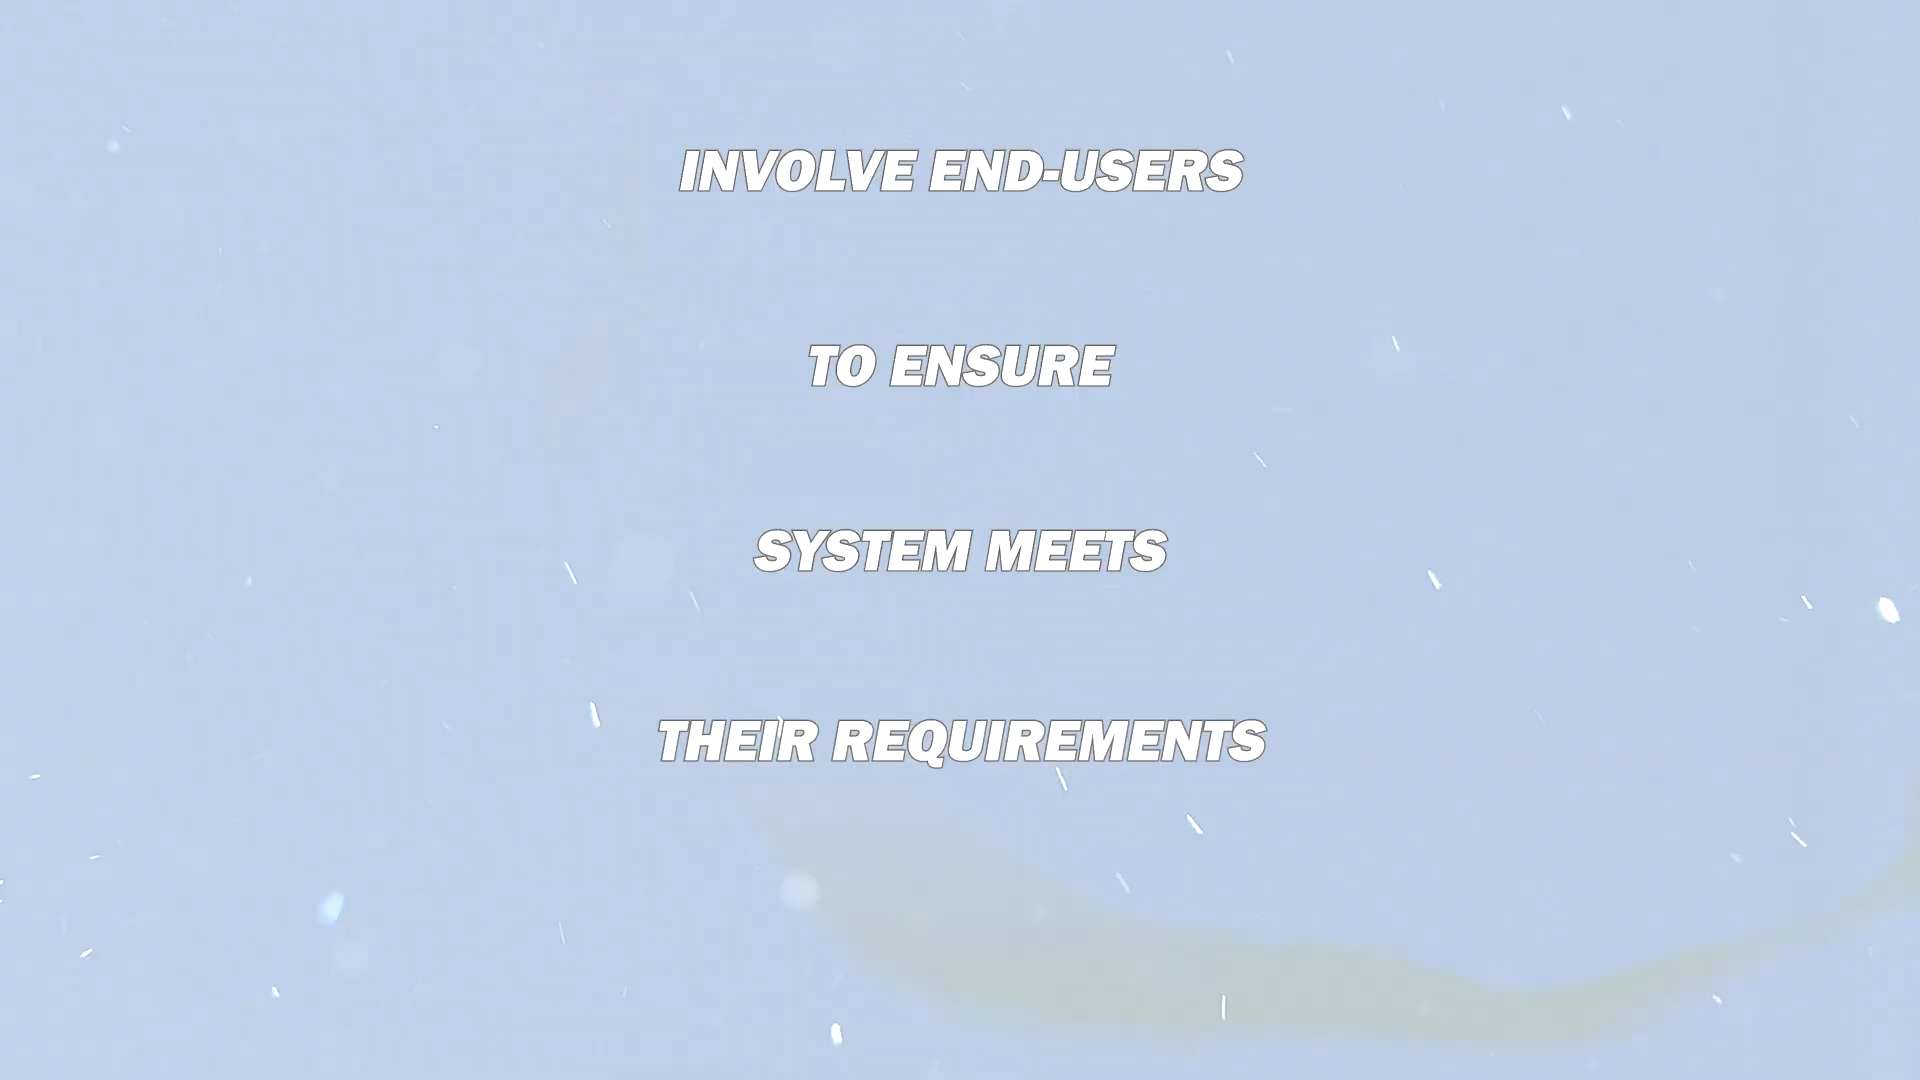 INVOLVE END-USERS
TO ENSURE
SYSTEM MEETS
THEIR REQUIREMENTS